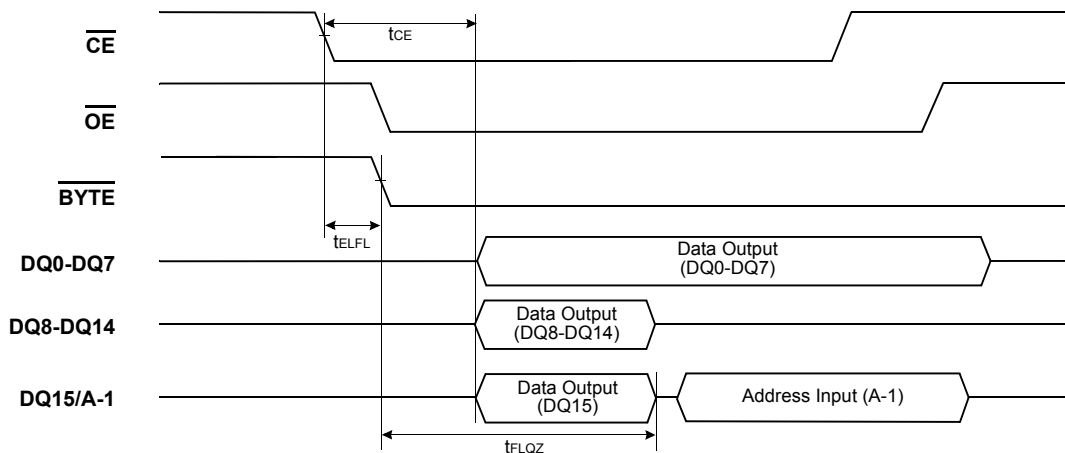 tCE
CE
OE
BYTE
tELFL
DQ0-DQ7
Data Output
(DQ0-DQ7)
DQ8-DQ14
Data Output
(DQ8-DQ14)
DQ15/A-1
Data Output
(DQ15)
Address Input (A-1)
tFLQZ